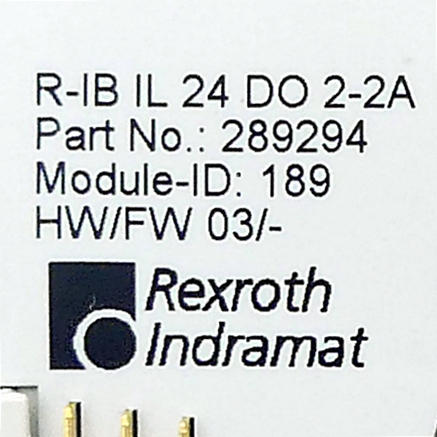 R-IB IL 24 DO 2-2A
Part No.: 289294
Module-ID: 189
HW/FW 03/-
Rexroth
Indramat